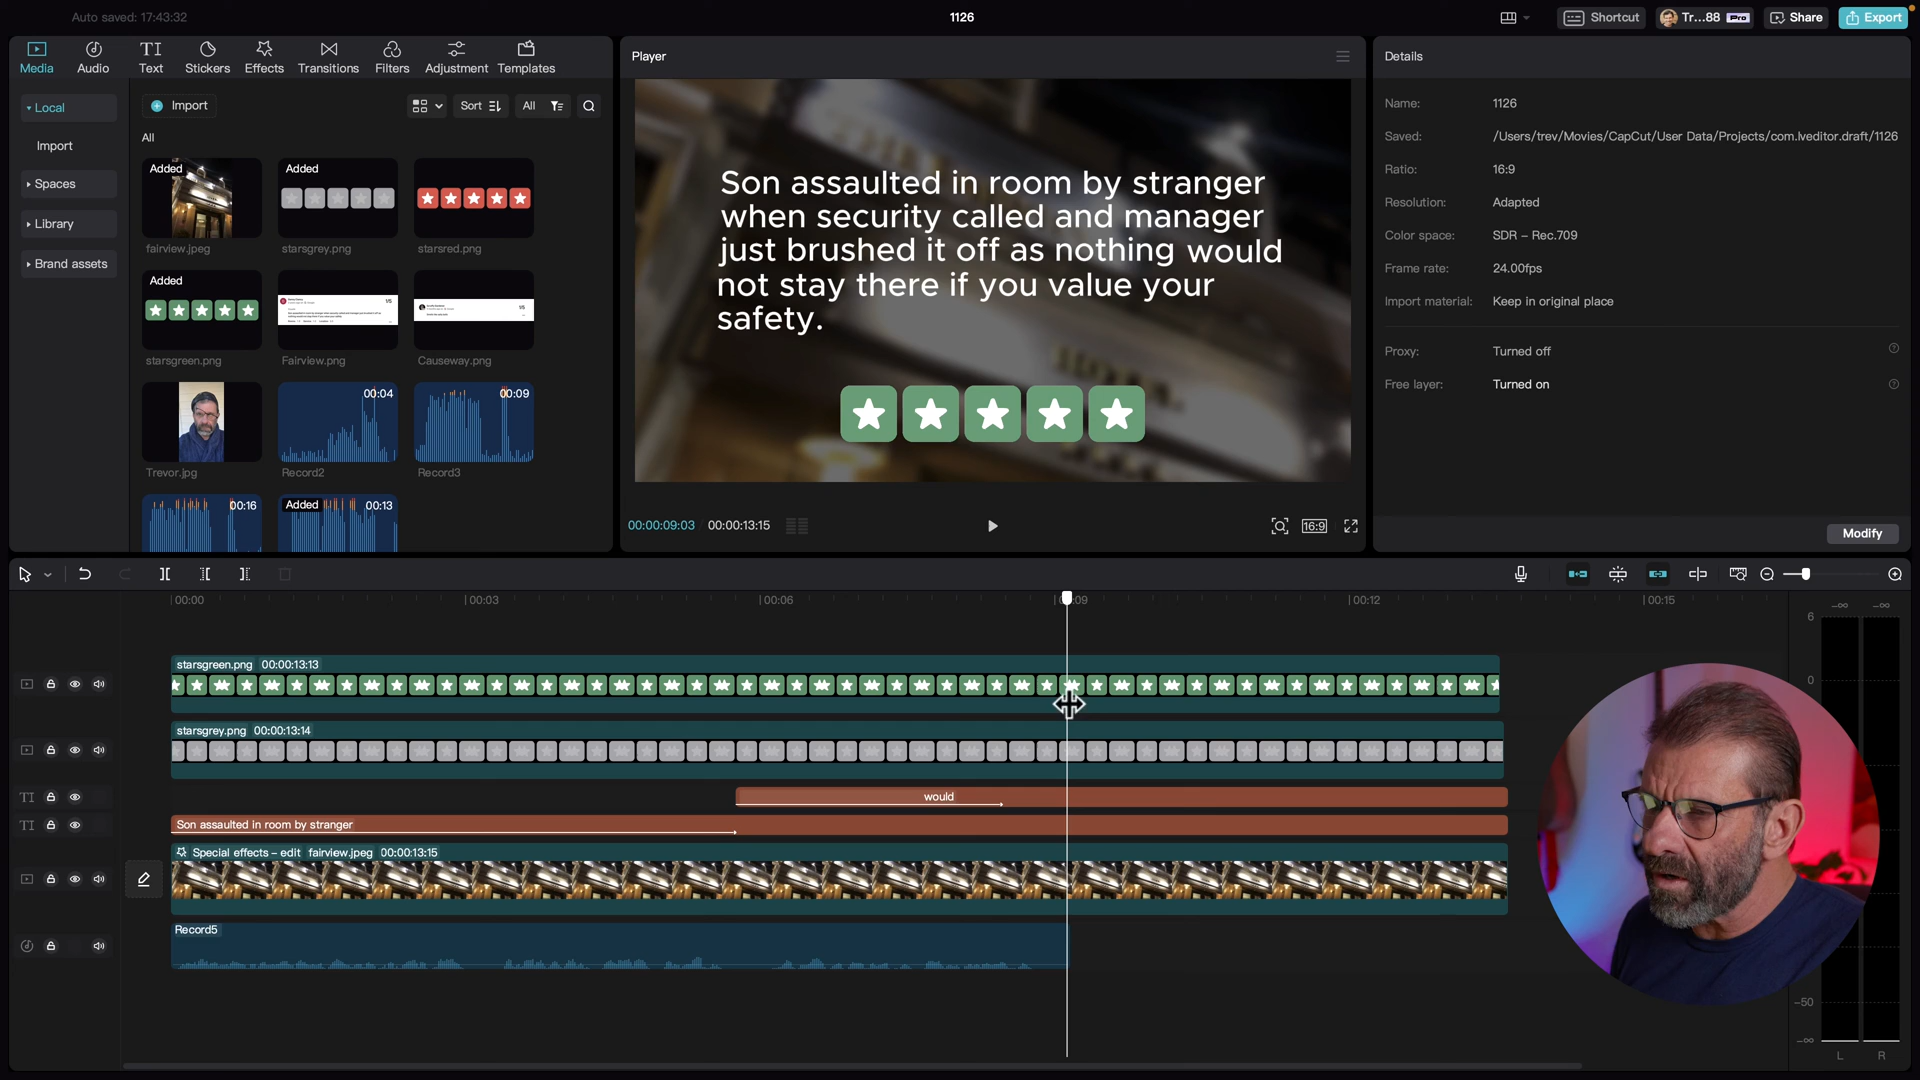 Auto saved: 17:43:32
1126
Shortcut
Tr...88
Pro
Share
Export
Media
Audio
Text
Stickers
Effects
Transitions
Filters
Adjustment
Templates
Player
Details
Local
Import
Spaces
Library
Brand assets
Import
Sort
All
All
Added
fairview.jpeg
Added
starsgrey.png
starsred.png
Added
starsgreen.png
Fairview.png
Causeway.png
Trevor.jpg
00:04
Record2
00:09
Record3
00:16
Added
00:13
Son assaulted in room by stranger
when security called and manager
just brushed it off as nothing would
not stay there if you value your
safety.
00:00:09:03
00:00:13:15
16:9
Name: 1126
Saved: /Users/trev/Movies/CapCut/User Data/Projects/com.lveditor.draft/1126
Ratio: 16:9
Resolution: Adapted
Color space: SDR – Rec.709
Frame rate: 24.00fps
Import material: Keep in original place
Proxy: Turned off
Free layer: Turned on
Modify
00:00
00:03
00:06
00:09
00:12
00:15
starsgreen.png 00:00:13:13
starsgrey.png 00:00:13:14
would
Son assaulted in room by stranger
Special effects – edit fairview.jpeg 00:00:13:15
Record5
-∞ -∞
6
0
-50
-∞
L R